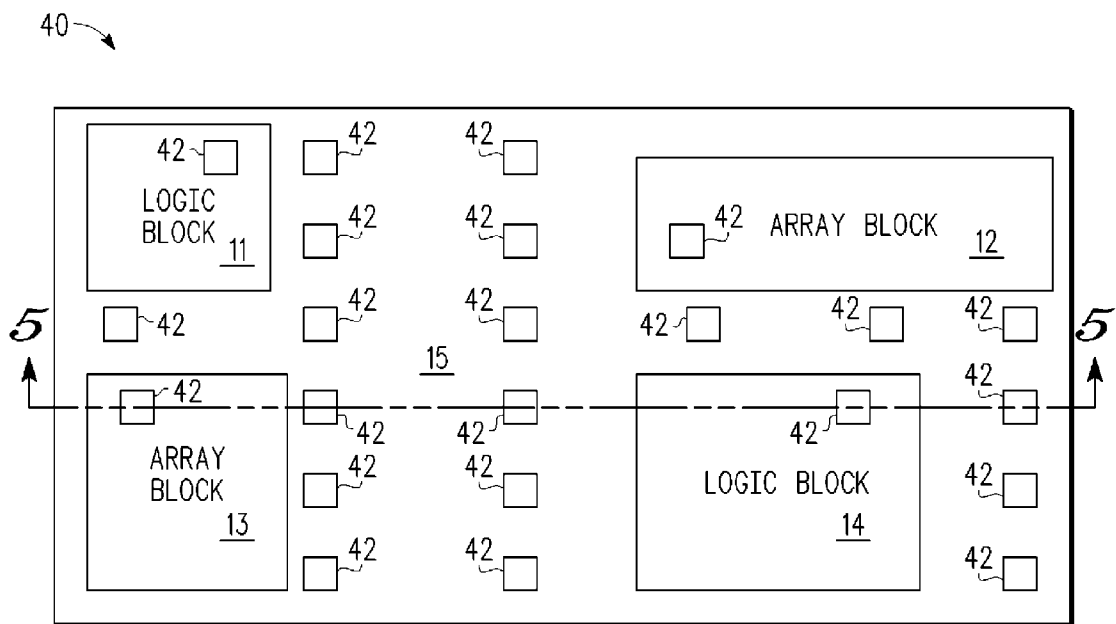 40
42 42 42
LOGIC
BLOCK 11
42 42 42 ARRAY BLOCK 12
42 42 42 42 42 42
5 15 5
42 42 42 42 42
ARRAY
BLOCK 13
42 42 LOGIC BLOCK 14 42
42 42 42